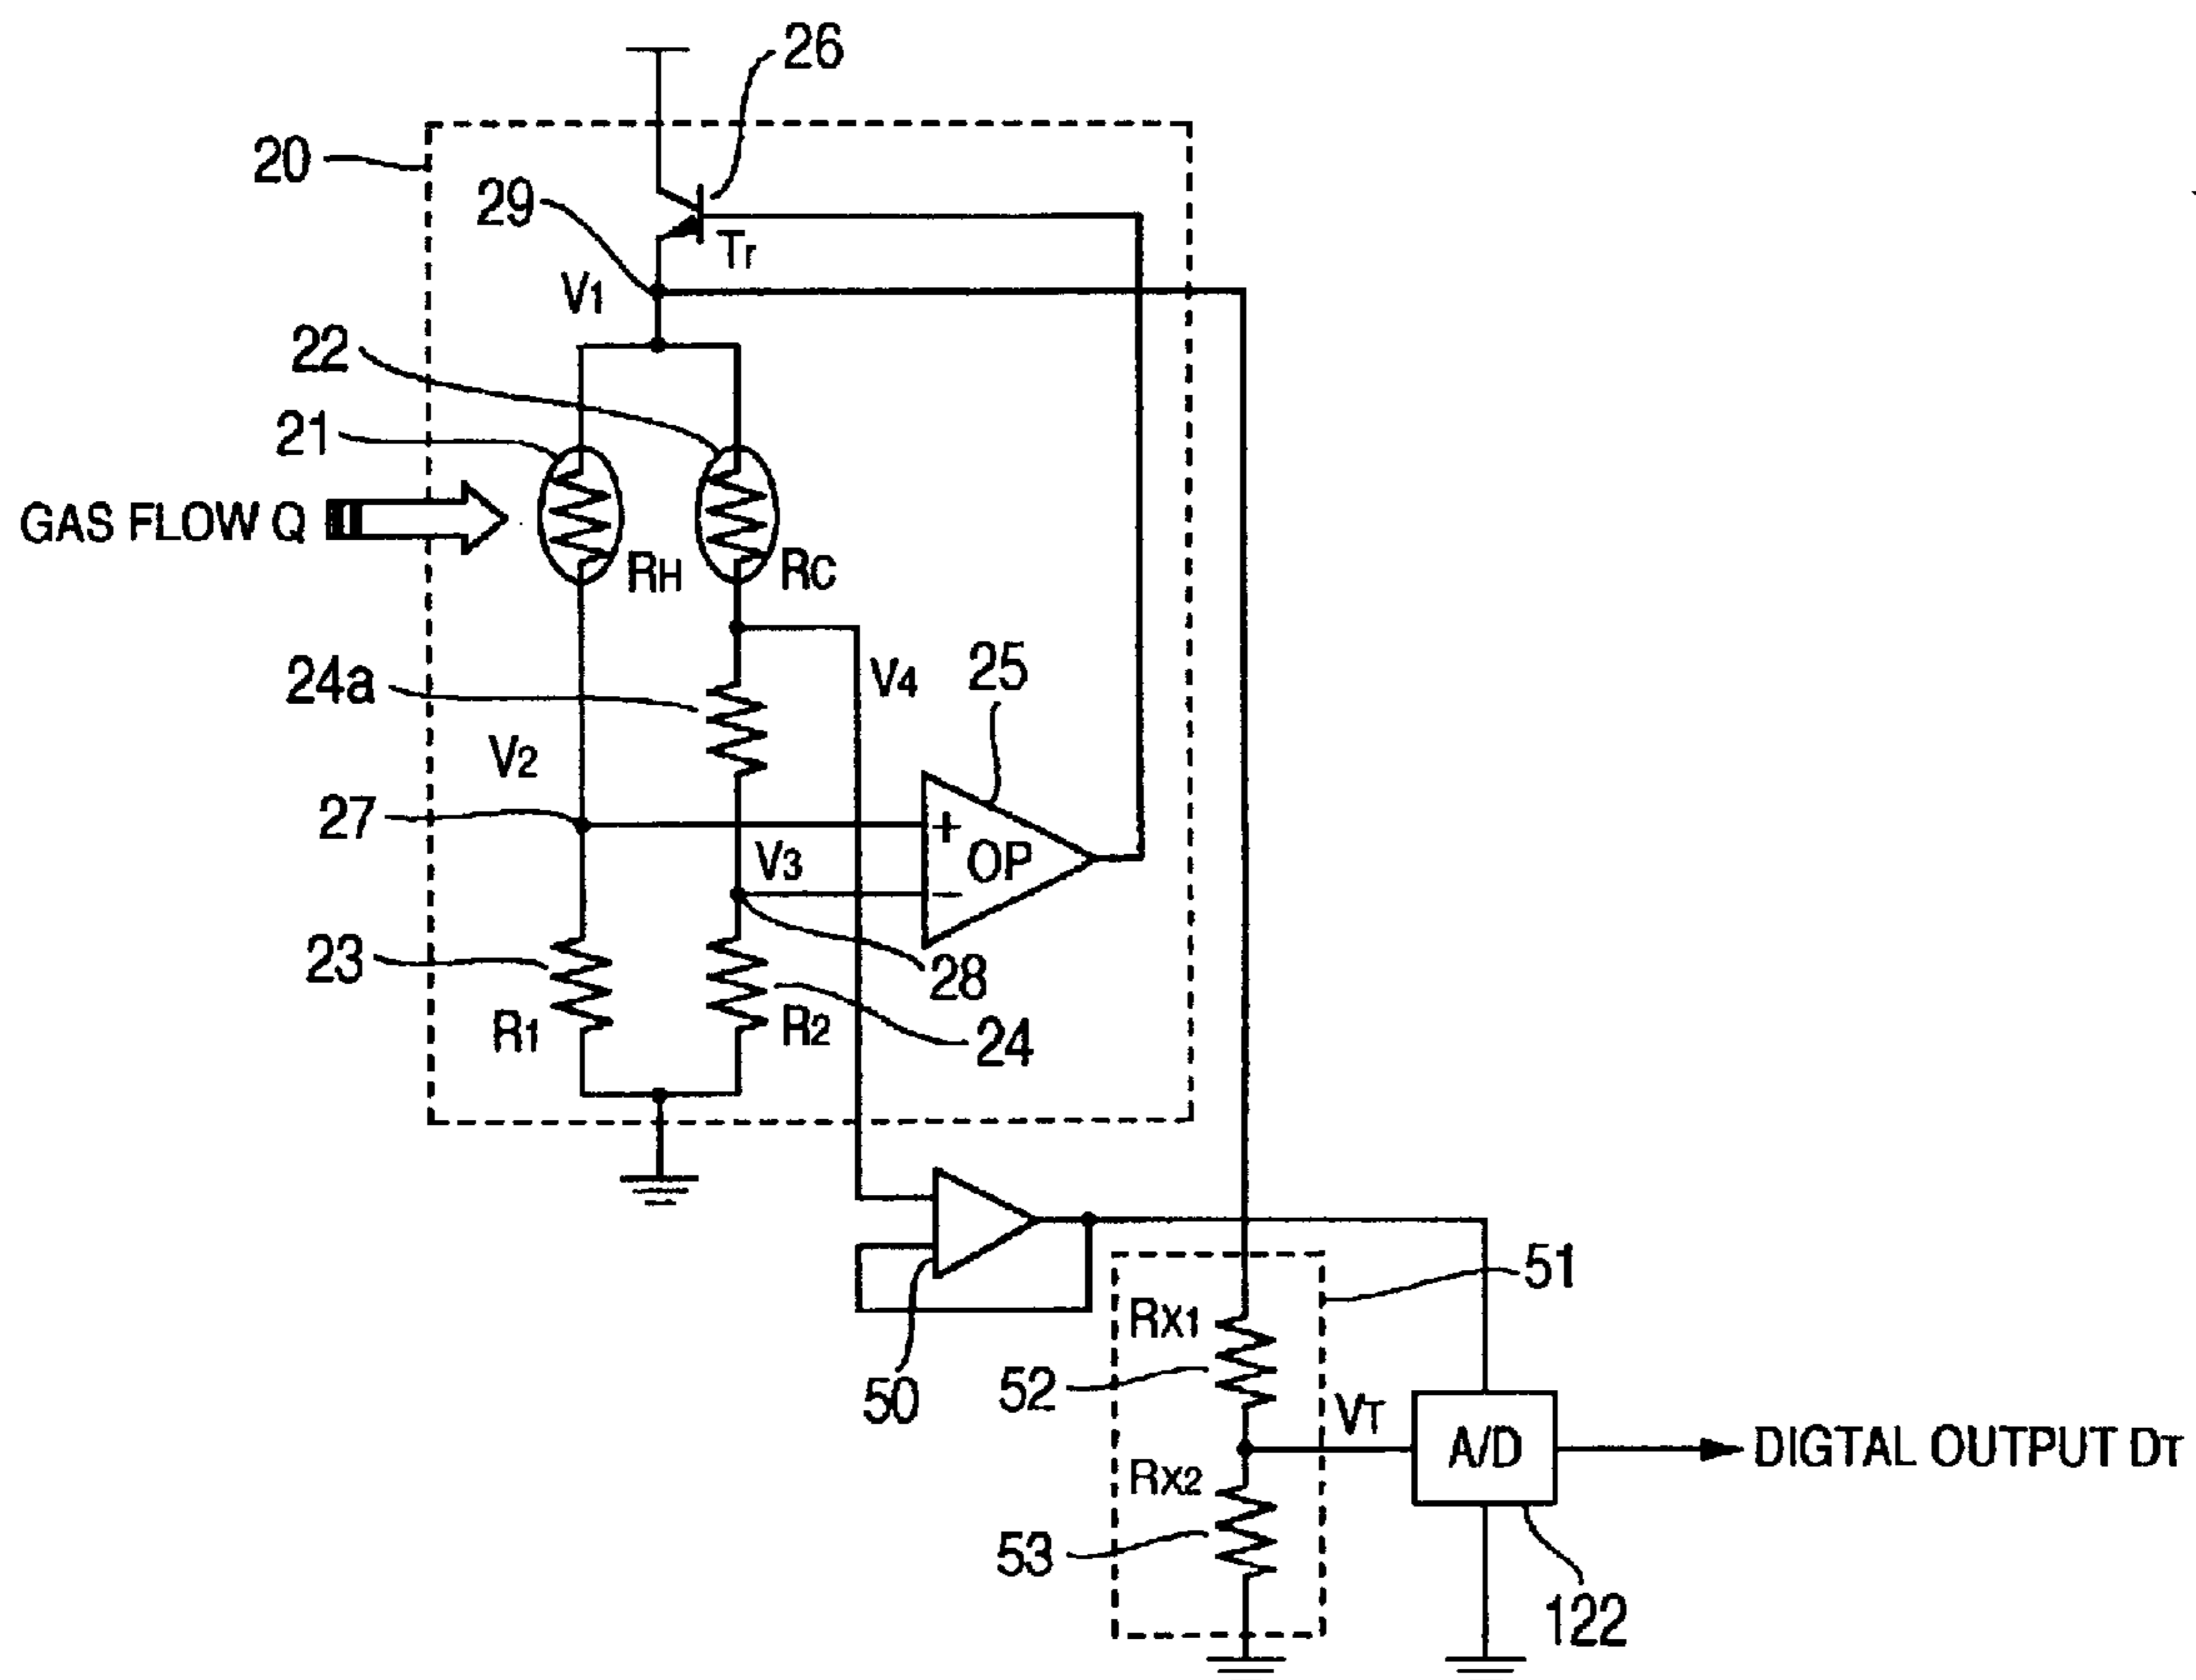 26
20
29
Tr
V1
22
21
GAS FLOW Q
RH
RC
24a
V4
25
V2
27
+
OP
V3
−
23
28
R1
R2
24
51
RX1
50
52
VT
A/D
DIGTAL OUTPUT DT
RX2
53
122